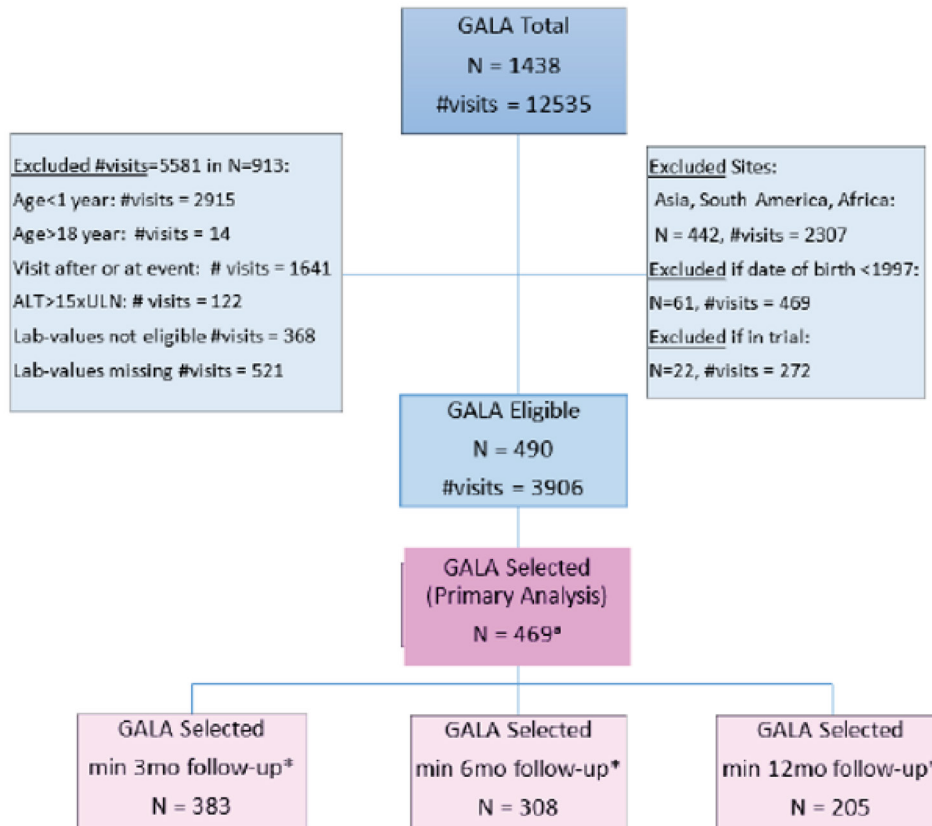 GALA Total
N = 1438
#visits = 12535
Excluded #visits=5581 in N=913:
Age<1 year: #visits = 2915
Age>18 year: #visits = 14
Visit after or at event: # visits = 1641
ALT>15xULN: # visits = 122
Lab-values not eligible #visits = 368
Lab-values missing #visits = 521
Excluded Sites:
Asia, South America, Africa:
N = 442, #visits = 2307
Excluded if date of birth <1997:
N=61, #visits = 469
Excluded if in trial:
N=22, #visits = 272
GALA Eligible
N = 490
#visits = 3906
GALA Selected
(Primary Analysis)
N = 469ª
GALA Selected
min 3mo follow-up*
N = 383
GALA Selected
min 6mo follow-up*
N = 308
GALA Selected
min 12mo follow-up*
N = 205